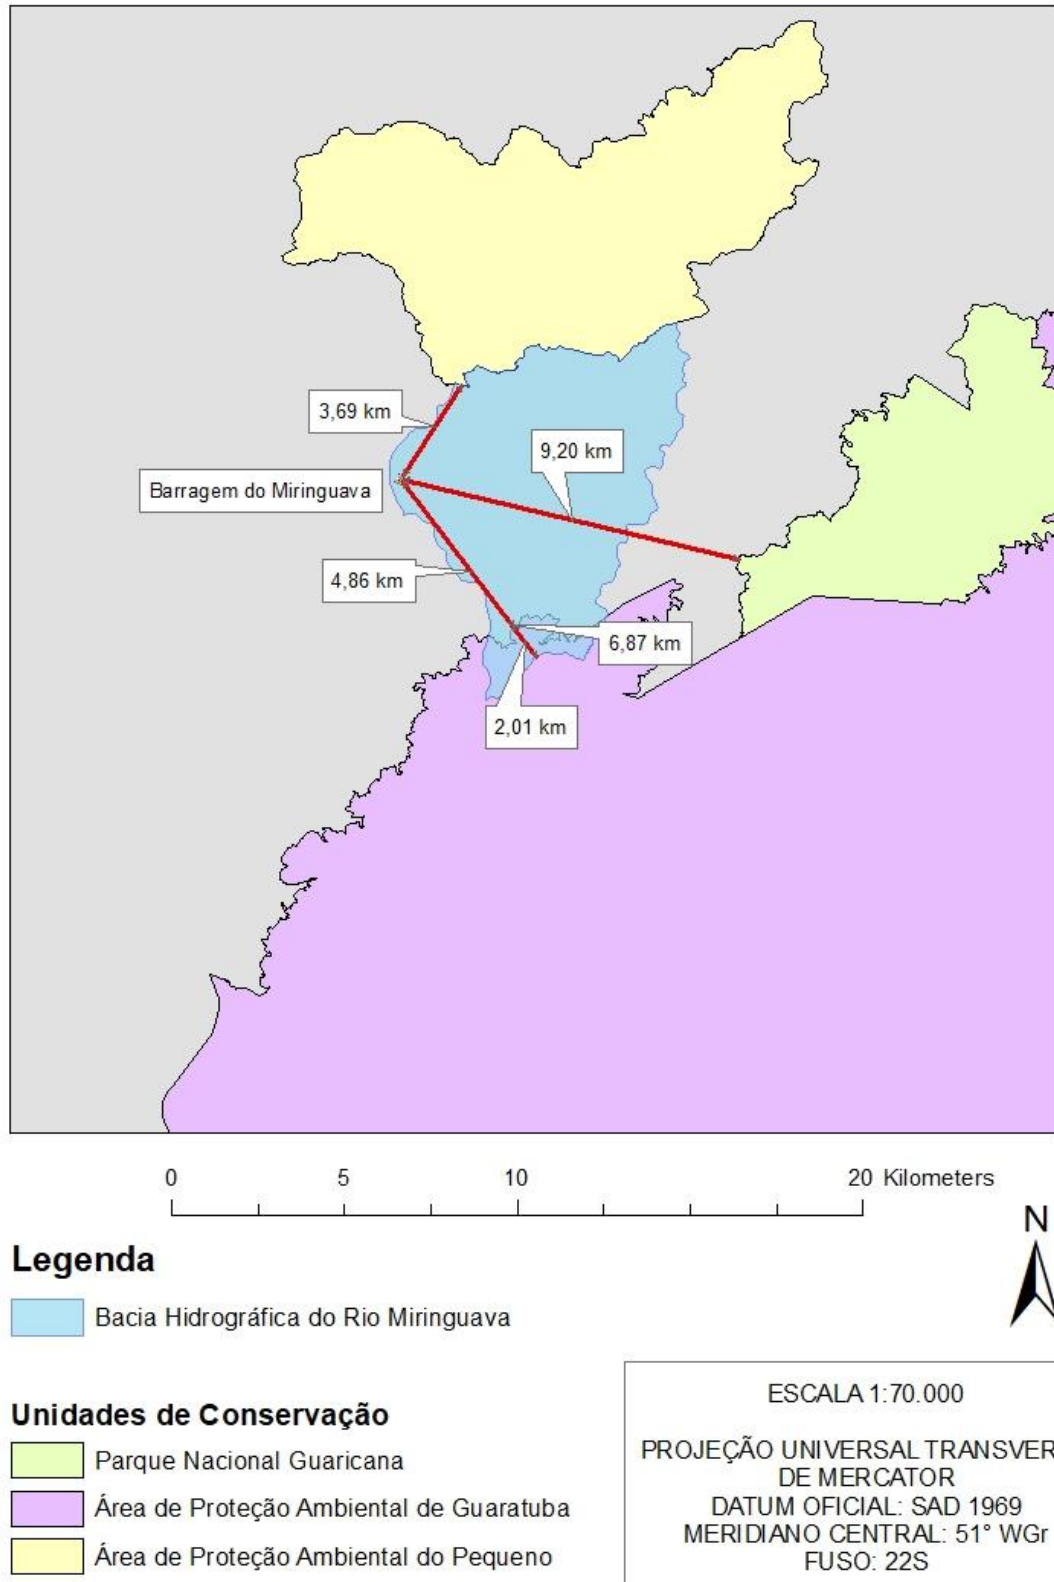 3,69 km
9,20 km
Barragem do Miringuava
4,86 km
6,87 km
2,01 km
0 5 10 20 Kilometers
N
Legenda
Bacia Hidrográfica do Rio Miringuava
Unidades de Conservação
Parque Nacional Guaricana
Área de Proteção Ambiental de Guaratuba
Área de Proteção Ambiental do Pequeno
ESCALA 1:70.000
PROJEÇÃO UNIVERSAL TRANSVER
DE MERCATOR
DATUM OFICIAL: SAD 1969
MERIDIANO CENTRAL: 51° WGr
FUSO: 22S